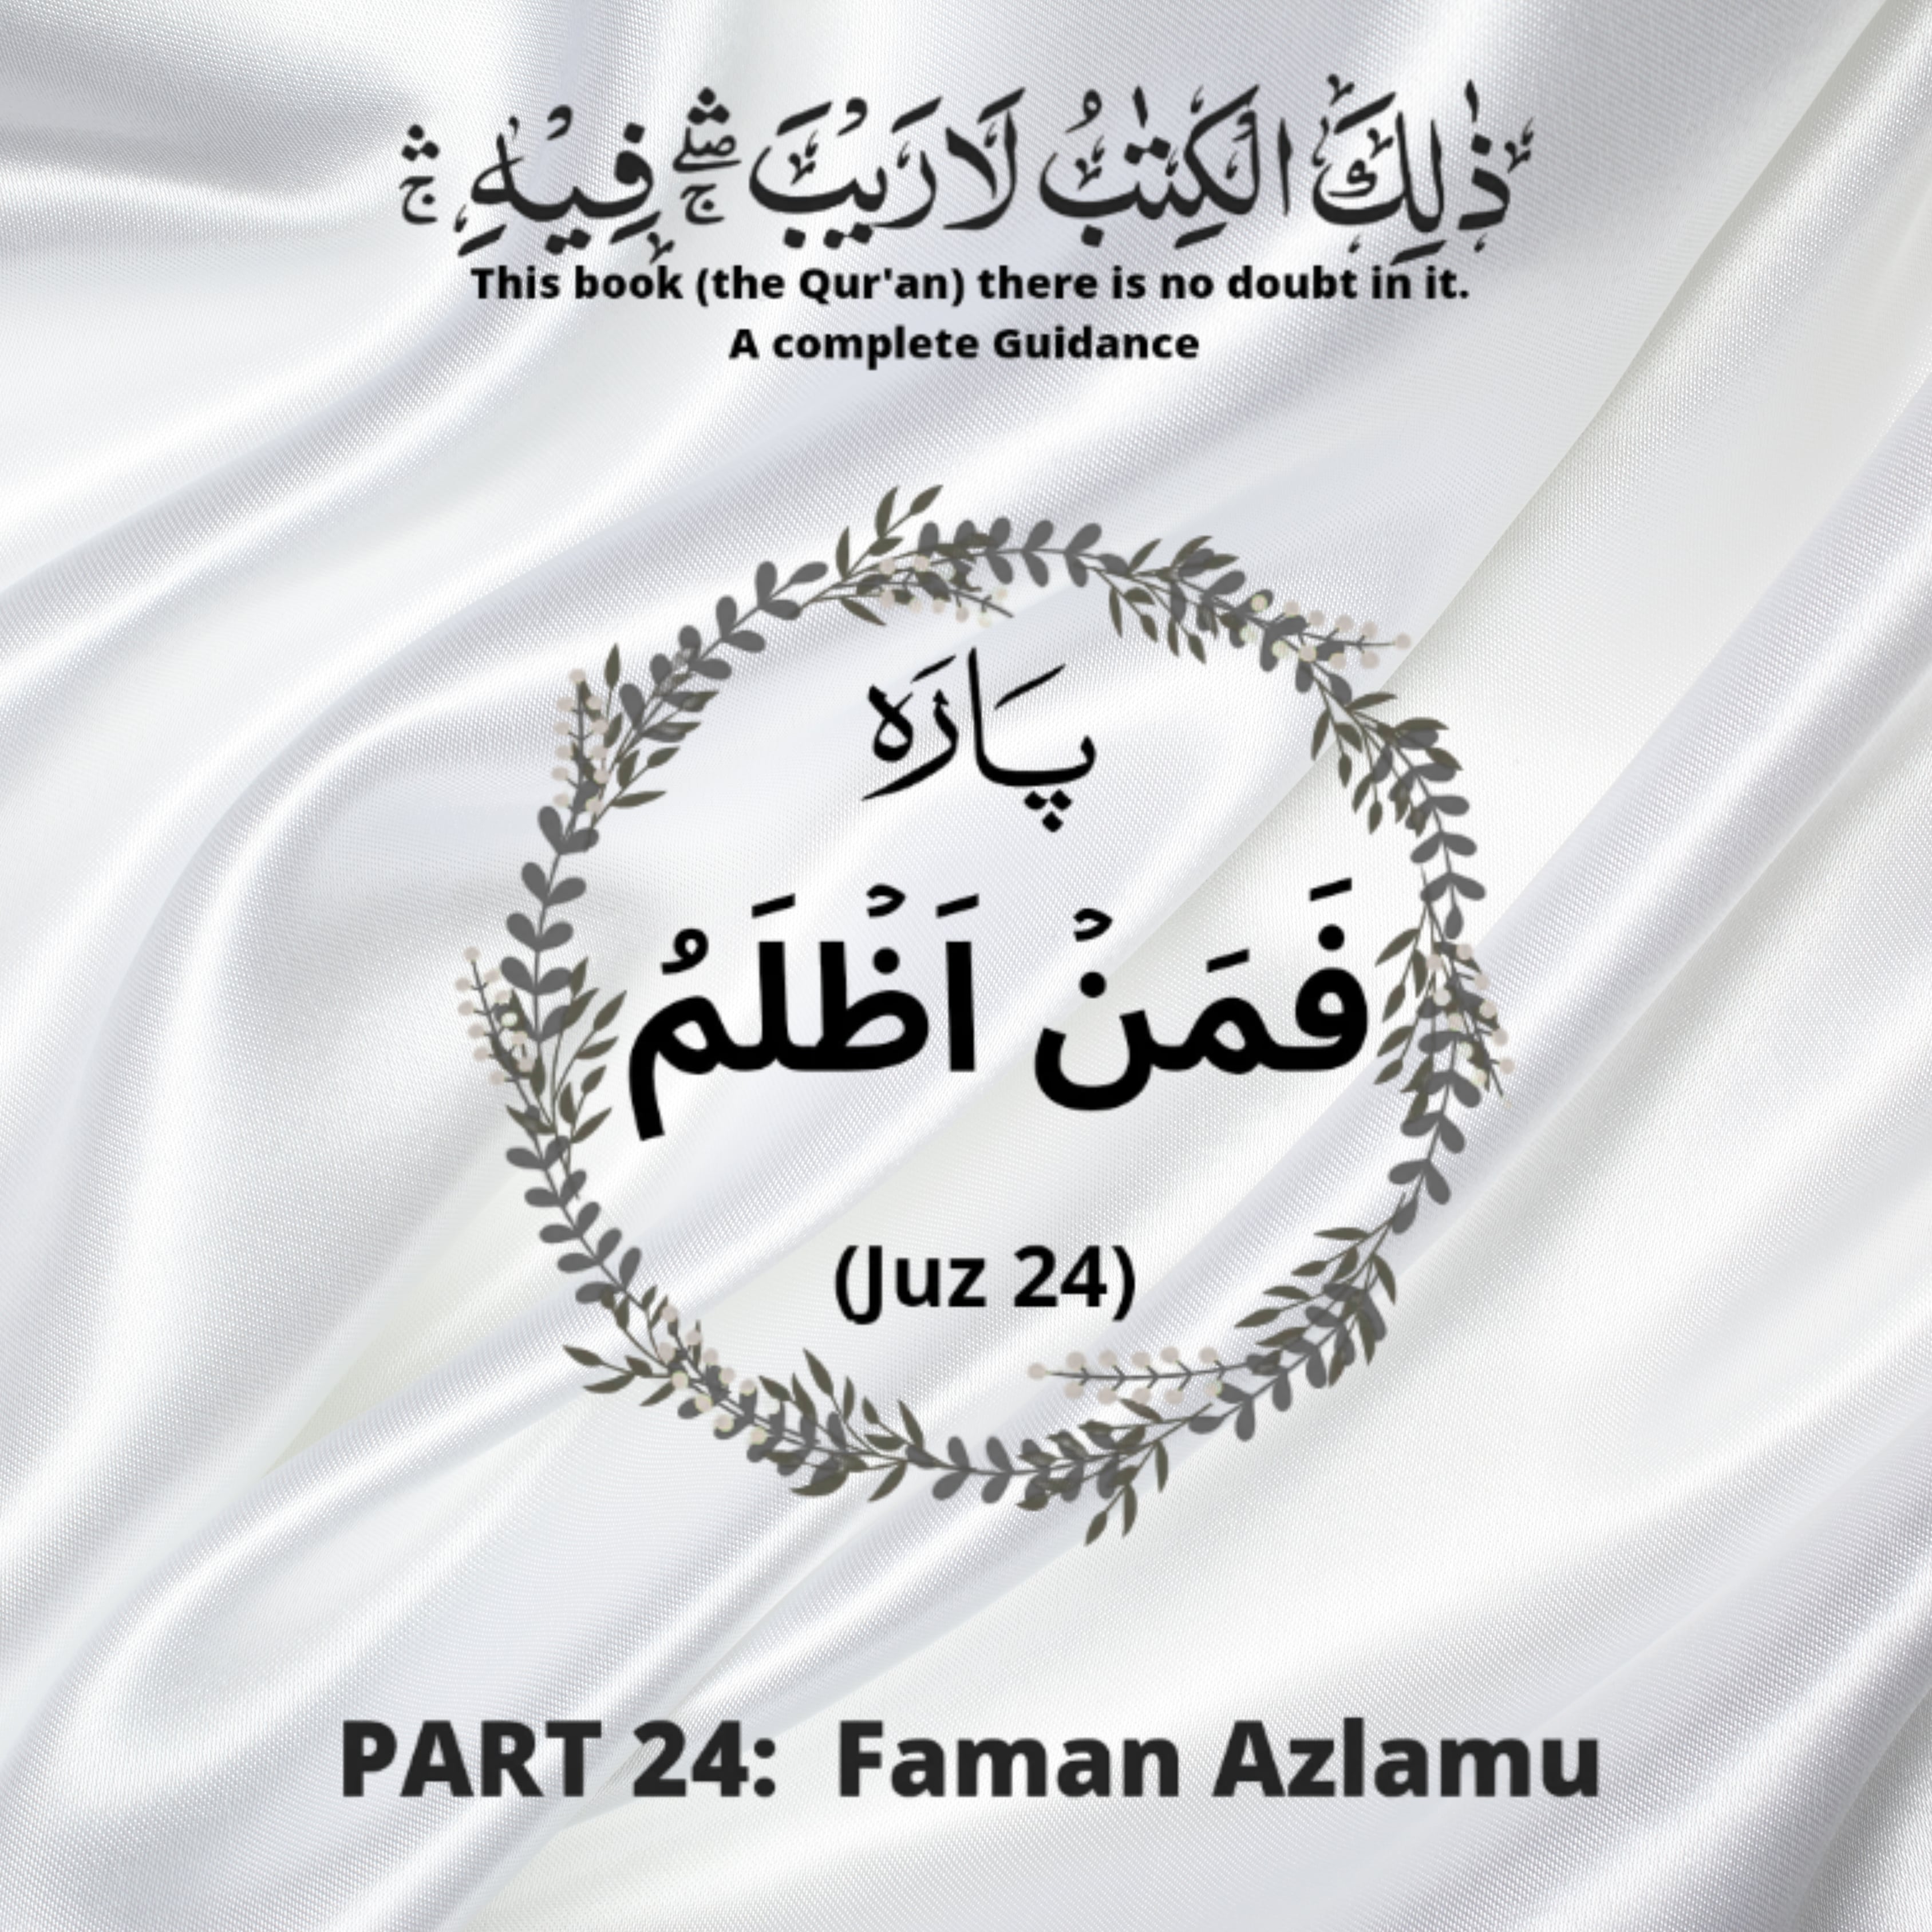 ذٰلِكَ الْكِتٰبُ لَا رَيْبَ ۛۚ فِيْهِ ۛۚ
This book (the Qur'an) there is no doubt in it.
A complete Guidance
پَارَہ
فَمَنْ اَظْلَمُ
(Juz 24)
PART 24: Faman Azlamu